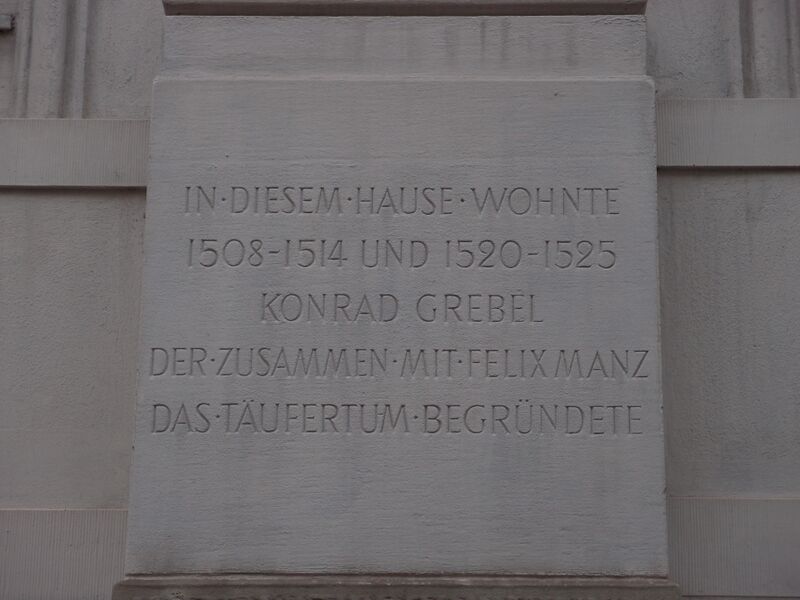 IN·DIESEM·HAUSE·WOHNTE
1508-1514 UND 1520-1525
KONRAD GREBEL
DER·ZUSAMMEN·MIT·FELIX MANZ
DAS·TÄUFERTUM·BEGRÜNDETE